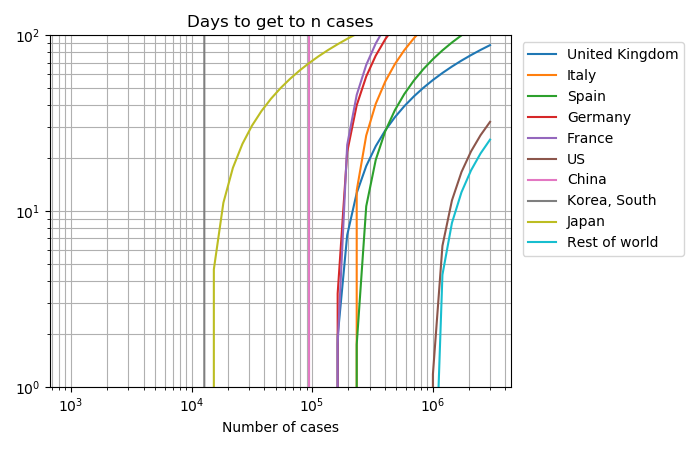 Days to get to n cases
10²
10¹
10⁰
10³
10⁴
10⁵
10⁶
Number of cases
United Kingdom
Italy
Spain
Germany
France
US
China
Korea, South
Japan
Rest of world